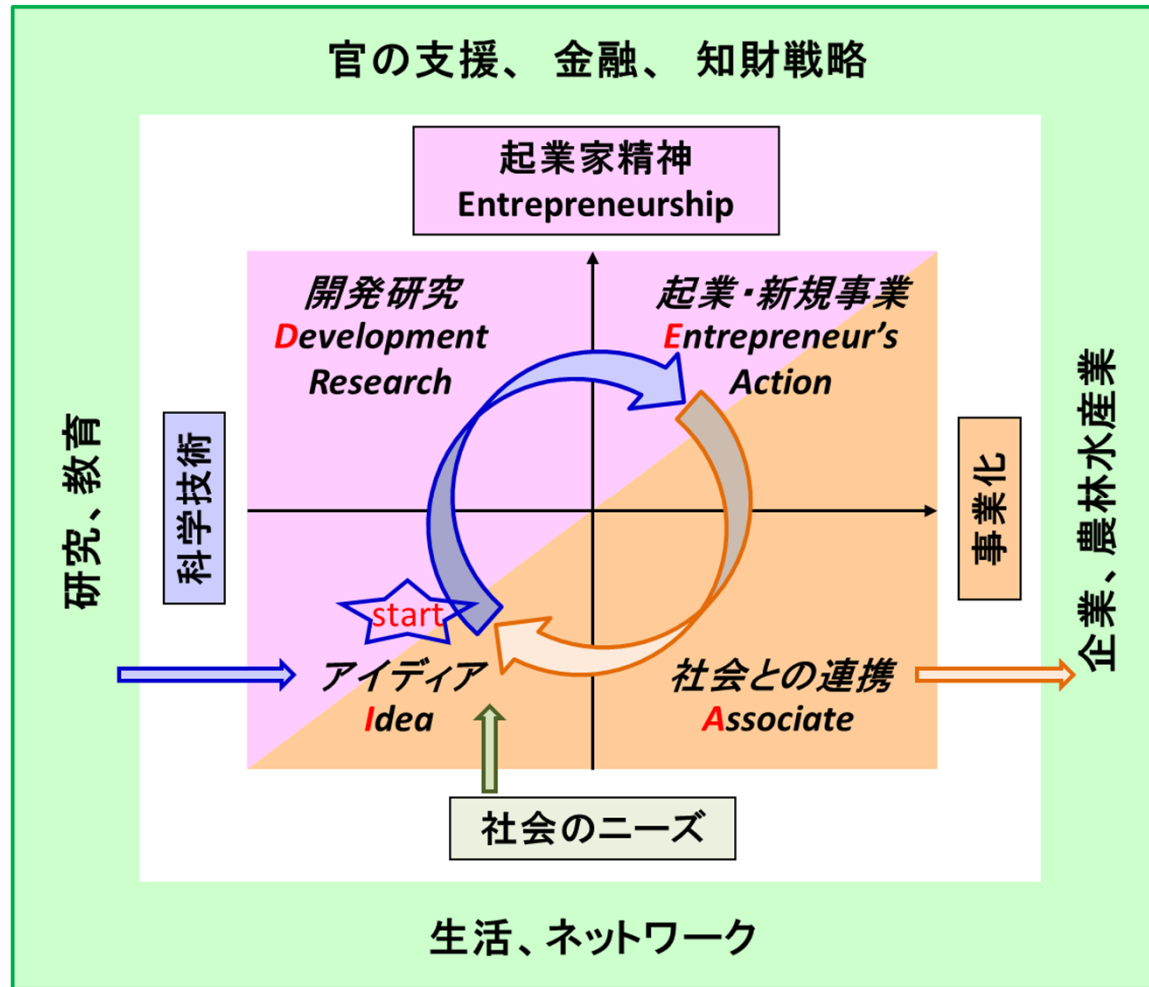 官の支援、 金融、 知財戦略
起業家精神
Entrepreneurship
開発研究
Development
Research
起業・新規事業
Entrepreneur’s
Action
研究、教育
科学技術
事業化
企業、農林水産業
start
アイディア
Idea
社会との連携
Associate
社会のニーズ
生活、ネットワーク